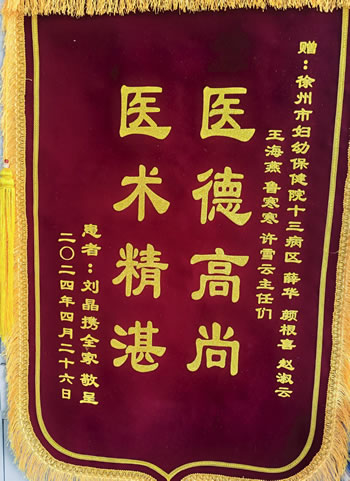 赠：徐州市妇幼保健院十三病区 薛华 颜根喜 赵淑云
王海燕 鲁寒寒 许雪云主任们
医德高尚
医术精湛
患者：刘晶携全家 敬呈
二〇二四年四月二十六日